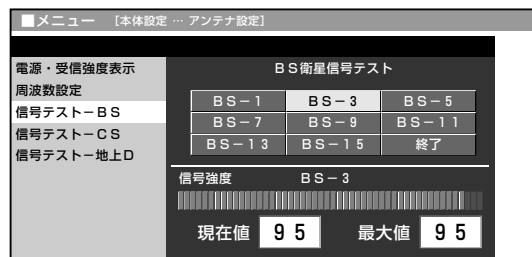 ■メニュー [本体設定 … アンテナ設定]
電源・受信強度表示
周波数設定
信号テスト－ＢＳ
信号テスト－ＣＳ
信号テスト－地上Ｄ
ＢＳ衛星信号テスト
ＢＳ－１ ＢＳ－３ ＢＳ－５
ＢＳ－７ ＢＳ－９ ＢＳ－１１
ＢＳ－１３ ＢＳ－１５ 終了
信号強度 ＢＳ－３
現在値 ９５ 最大値 ９５